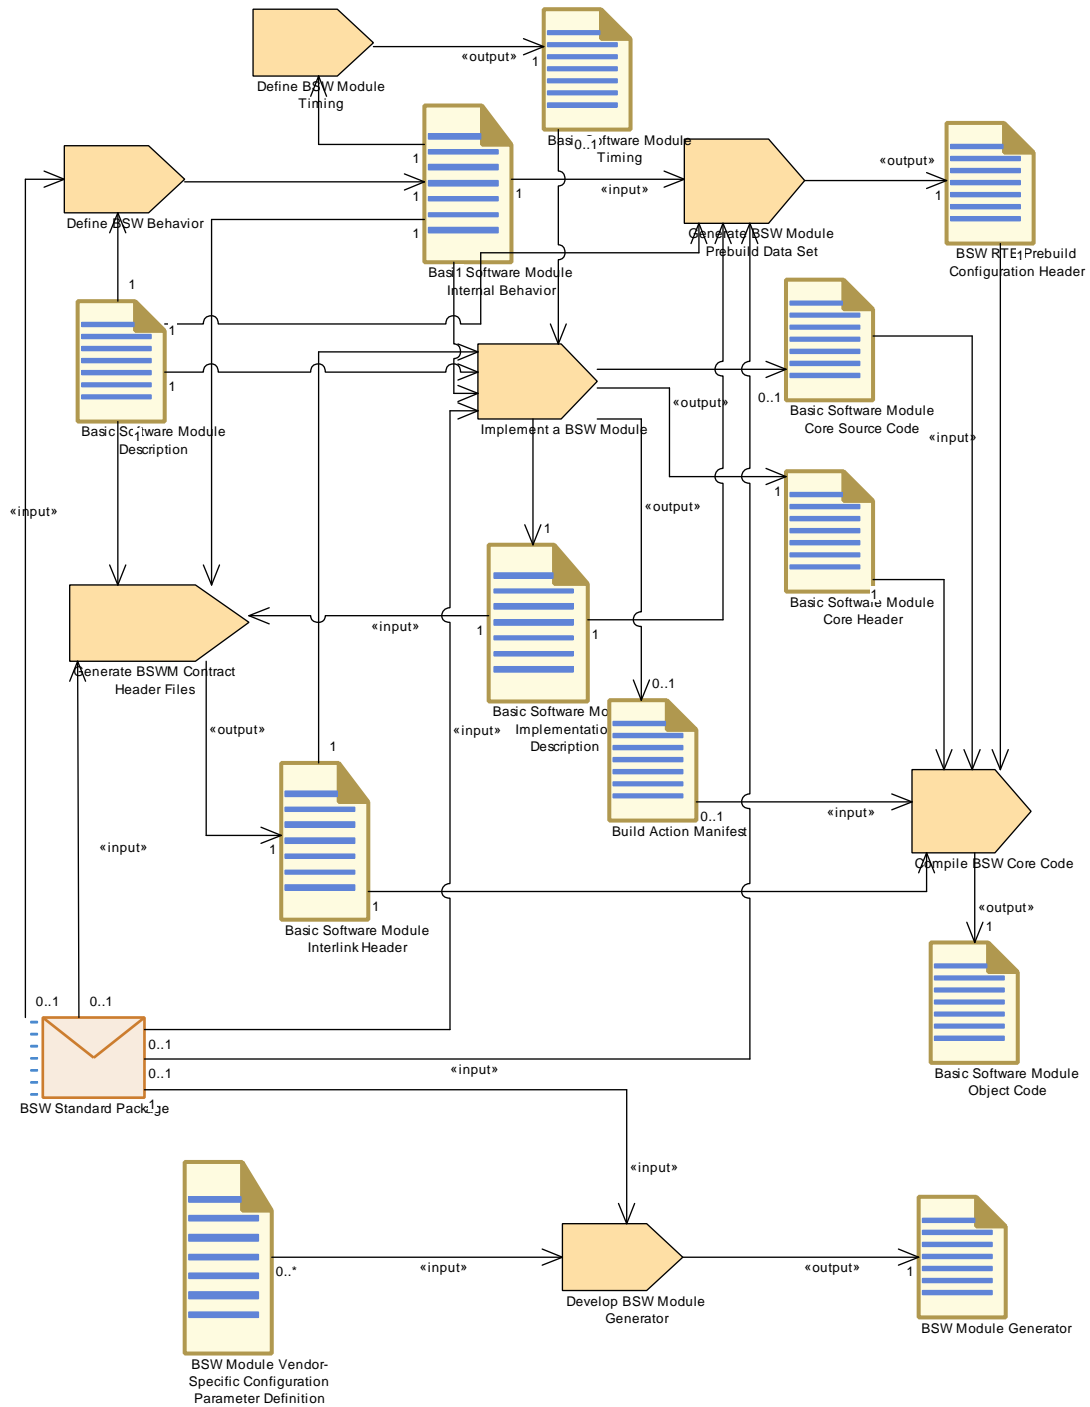 «output»
1
Define BSW Module
Timing
Basic Software Module
Timing
0..1
1
1
1
1
«input»
«output»
1
Define BSW Behavior
Generate BSW Module
Prebuild Data Set
BSW RTE Prebuild
Configuration Header
1
Basic Software Module
Internal Behavior
1
1
1
1
Basic Software Module
Description
1
Implement a BSW Module
«output»
0..1
Basic Software Module
Core Source Code
«input»
«input»
1
«output»
1
Basic Software Module
Core Header
1
«input»
1
1
Generate BSWM Contract
Header Files
«output»
«input»
Basic Software Mo
Implementatio
Description
0..1
1
«input»
1
Basic Software Module
Interlink Header
1
0..1
Build Action Manifest
«input»
Compile BSW Core Code
«output»
1
Basic Software Module
Object Code
0..1
0..1
0..1
0..1
«input»
BSW Standard Package
1
«input»
0..*
«input»
Develop BSW Module
Generator
«output»
1
BSW Module Generator
BSW Module Vendor-
Specific Configuration
Parameter Definition